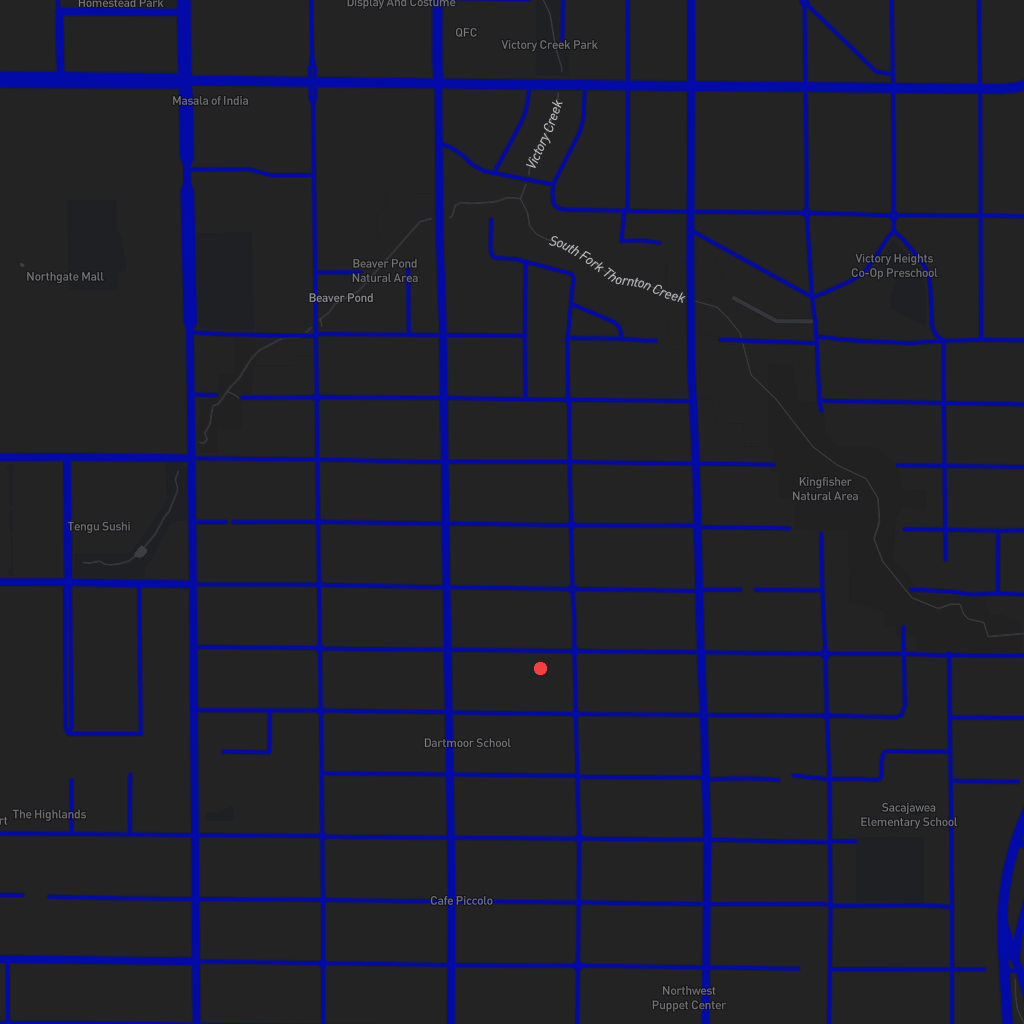 Homestead Park
Display And Costume
QFC
Victory Creek Park
Masala of India
Victory Creek
South Fork Thornton Creek
Beaver Pond
Natural Area
Victory Heights
Co-Op Preschool
Northgate Mall
Beaver Pond
Kingfisher
Natural Area
Tengu Sushi
Dartmoor School
The Highlands
rt
Sacajawea
Elementary School
Cafe Piccolo
Northwest
Puppet Center